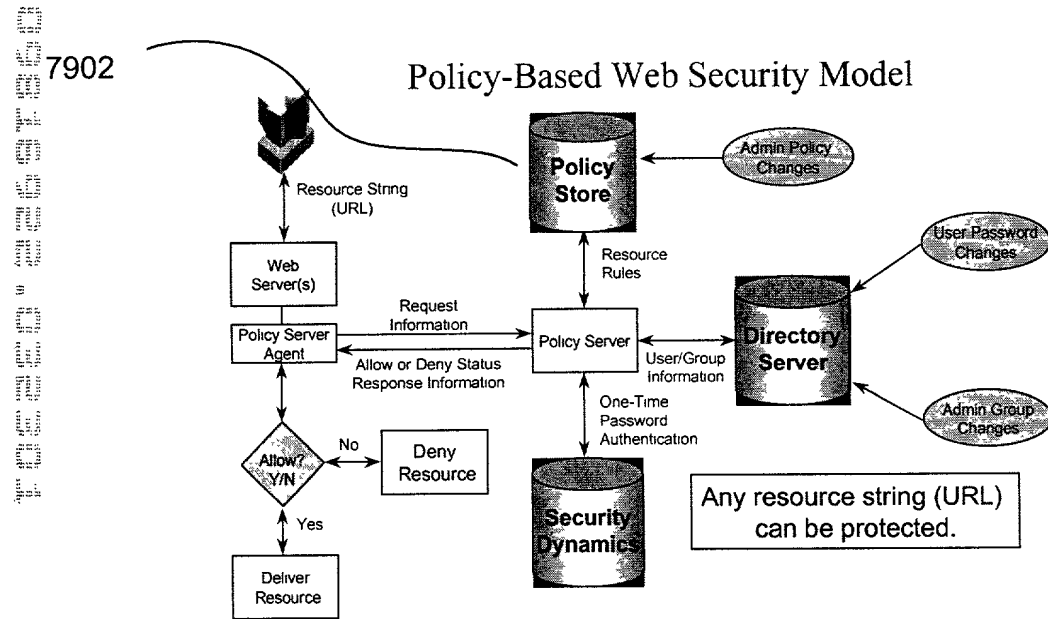 7902
Policy-Based Web Security Model
Resource String
(URL)
Policy
Store
Admin Policy
Changes
Web
Server(s)
Resource
Rules
User Password
Changes
Request
Information
Policy Server
Agent
Policy Server
Directory
Server
Allow or Deny Status
Response Information
User/Group
Information
One-Time
Password
Authentication
Admin Group
Changes
Allow?
Y/N
No
Deny
Resource
Security
Dynamics
Any resource string (URL)
can be protected.
Yes
Deliver
Resource